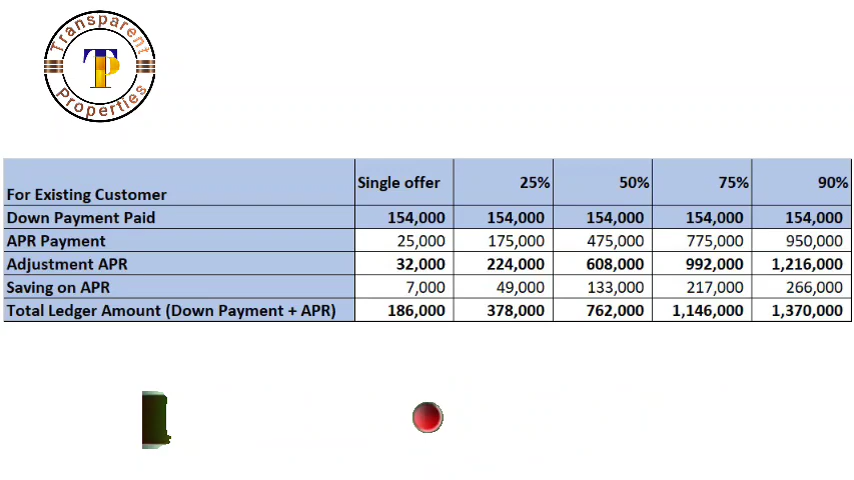 Transparent
TP
Properties
For Existing Customer Single offer 25% 50% 75% 90%
Down Payment Paid 154,000 154,000 154,000 154,000 154,000
APR Payment 25,000 175,000 475,000 775,000 950,000
Adjustment APR 32,000 224,000 608,000 992,000 1,216,000
Saving on APR 7,000 49,000 133,000 217,000 266,000
Total Ledger Amount (Down Payment + APR) 186,000 378,000 762,000 1,146,000 1,370,000